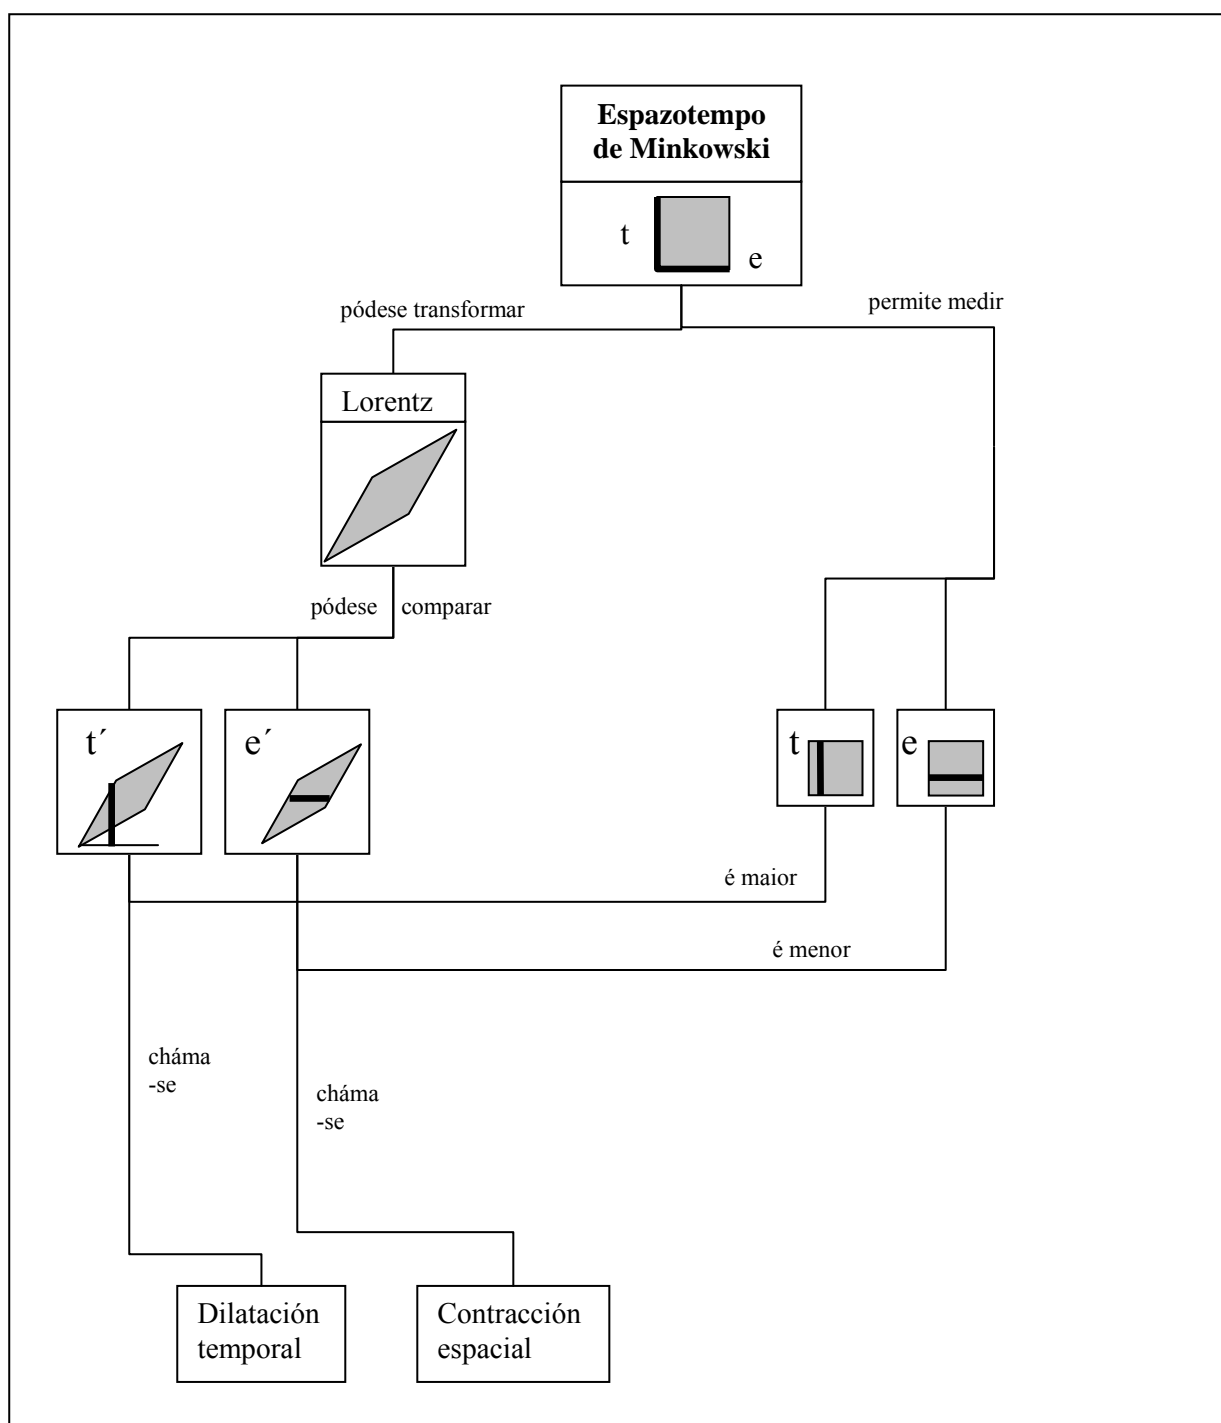 Espazotempo
de Minkowski
t
e
pódese transformar
permite medir
Lorentz
pódese comparar
t´
e´
t
e
é maior
é menor
cháma
-se
cháma
-se
Dilatación
temporal
Contracción
espacial